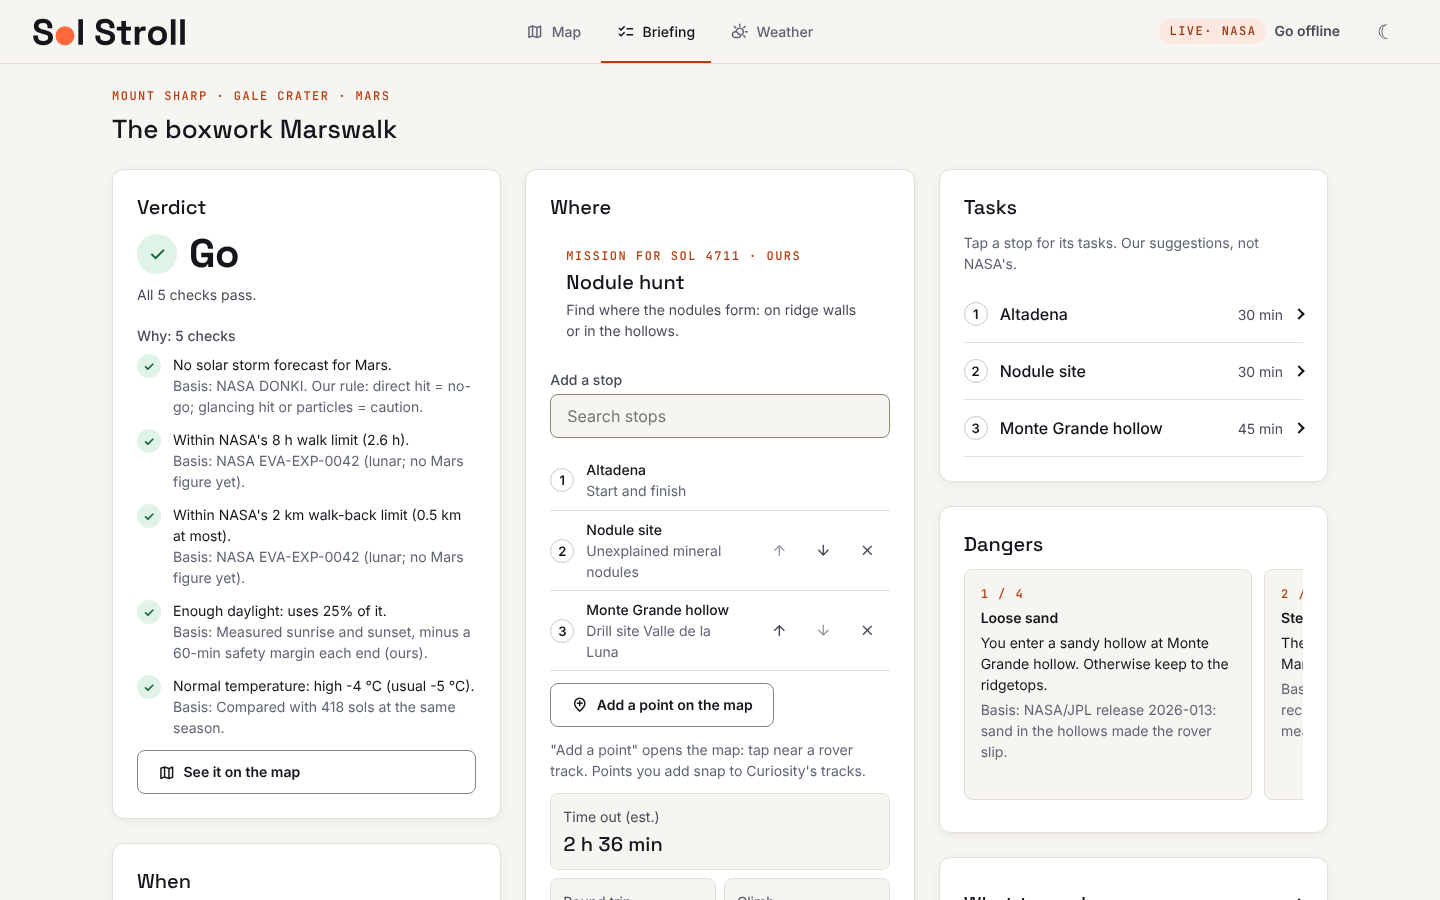 Sol Stroll
Map
Briefing
Weather
LIVE· NASA
Go offline
MOUNT SHARP · GALE CRATER · MARS
The boxwork Marswalk
Verdict
Go
All 5 checks pass.
Why: 5 checks
No solar storm forecast for Mars.
Basis: NASA DONKI. Our rule: direct hit = no-
go; glancing hit or particles = caution.
Within NASA's 8 h walk limit (2.6 h).
Basis: NASA EVA-EXP-0042 (lunar; no Mars
figure yet).
Within NASA's 2 km walk-back limit (0.5 km
at most).
Basis: NASA EVA-EXP-0042 (lunar; no Mars
figure yet).
Enough daylight: uses 25% of it.
Basis: Measured sunrise and sunset, minus a
60-min safety margin each end (ours).
Normal temperature: high -4 °C (usual -5 °C).
Basis: Compared with 418 sols at the same
season.
See it on the map
When
Where
MISSION FOR SOL 4711 · OURS
Nodule hunt
Find where the nodules form: on ridge walls
or in the hollows.
Add a stop
Search stops
1
Altadena
Start and finish
2
Nodule site
Unexplained mineral
nodules
3
Monte Grande hollow
Drill site Valle de la
Luna
Add a point on the map
"Add a point" opens the map: tap near a rover
track. Points you add snap to Curiosity's tracks.
Time out (est.)
2 h 36 min
Tasks
Tap a stop for its tasks. Our suggestions, not
NASA's.
1 Altadena 30 min
2 Nodule site 30 min
3 Monte Grande hollow 45 min
Dangers
1 / 4
Loose sand
You enter a sandy hollow at Monte
Grande hollow. Otherwise keep to the
ridgetops.
Basis: NASA/JPL release 2026-013:
sand in the hollows made the rover
slip.
2 /